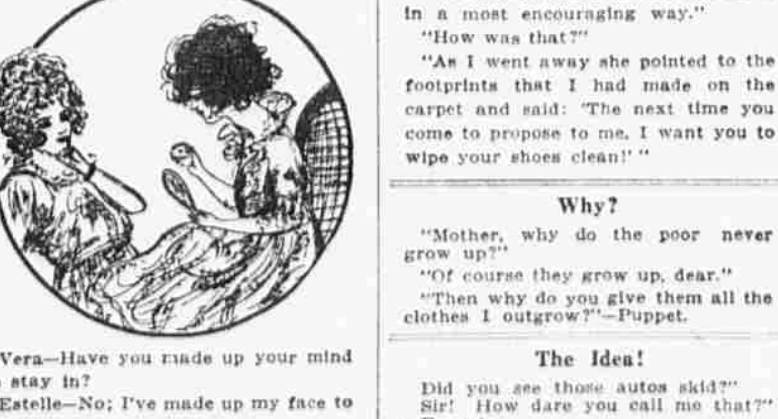 Vera—Have you made up your mind
stay in?
Estelle—No; I've made up my face to
in a most encouraging way."
"How was that?"
"As I went away she pointed to the
footprints that I had made on the
carpet and said: 'The next time you
come to propose to me, I want you to
wipe your shoes clean!' "
Why?
"Mother, why do the poor never
grow up?"
"Of course they grow up, dear."
"Then why do you give them all the
clothes I outgrow?"—Puppet.
The Idea!
Did you see those autos skid?"
Sir! How dare you call me that?"